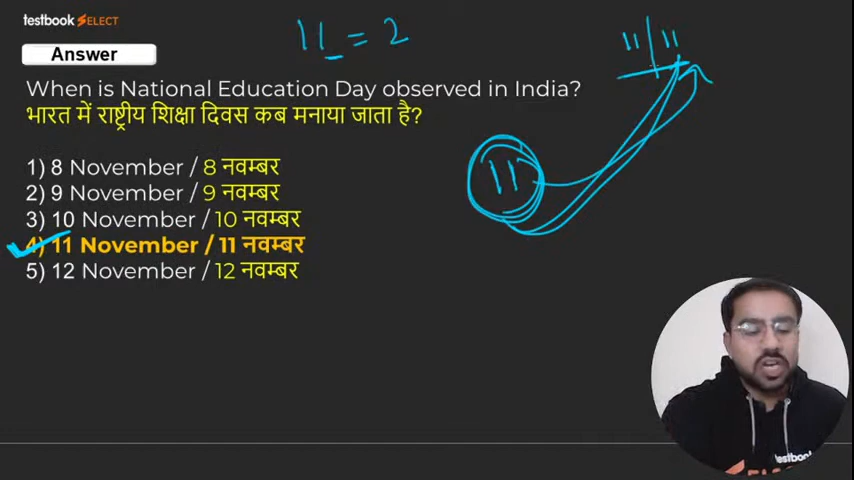 testbook SELECT
11 = 2
11 | 11
Answer
When is National Education Day observed in India?
भारत में राष्ट्रीय शिक्षा दिवस कब मनाया जाता है?
11
1) 8 November / 8 नवम्बर
2) 9 November / 9 नवम्बर
3) 10 November / 10 नवम्बर
4) 11 November / 11 नवम्बर
5) 12 November / 12 नवम्बर
testbook